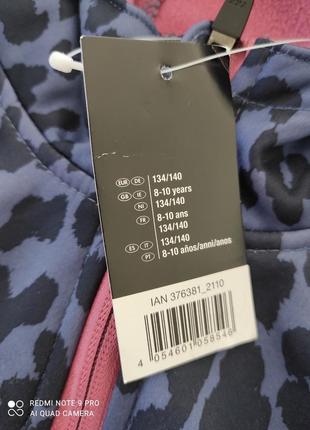 EUR DE 134/140
GB IE 8-10 years
NI 134/140
FR 8-10 ans
134/140
ES IT 134/140
PT 8-10 años/anni/anos
IAN 376381_2110
4 054601 058546
REDMI NOTE 9 PRO
AI QUAD CAMERA